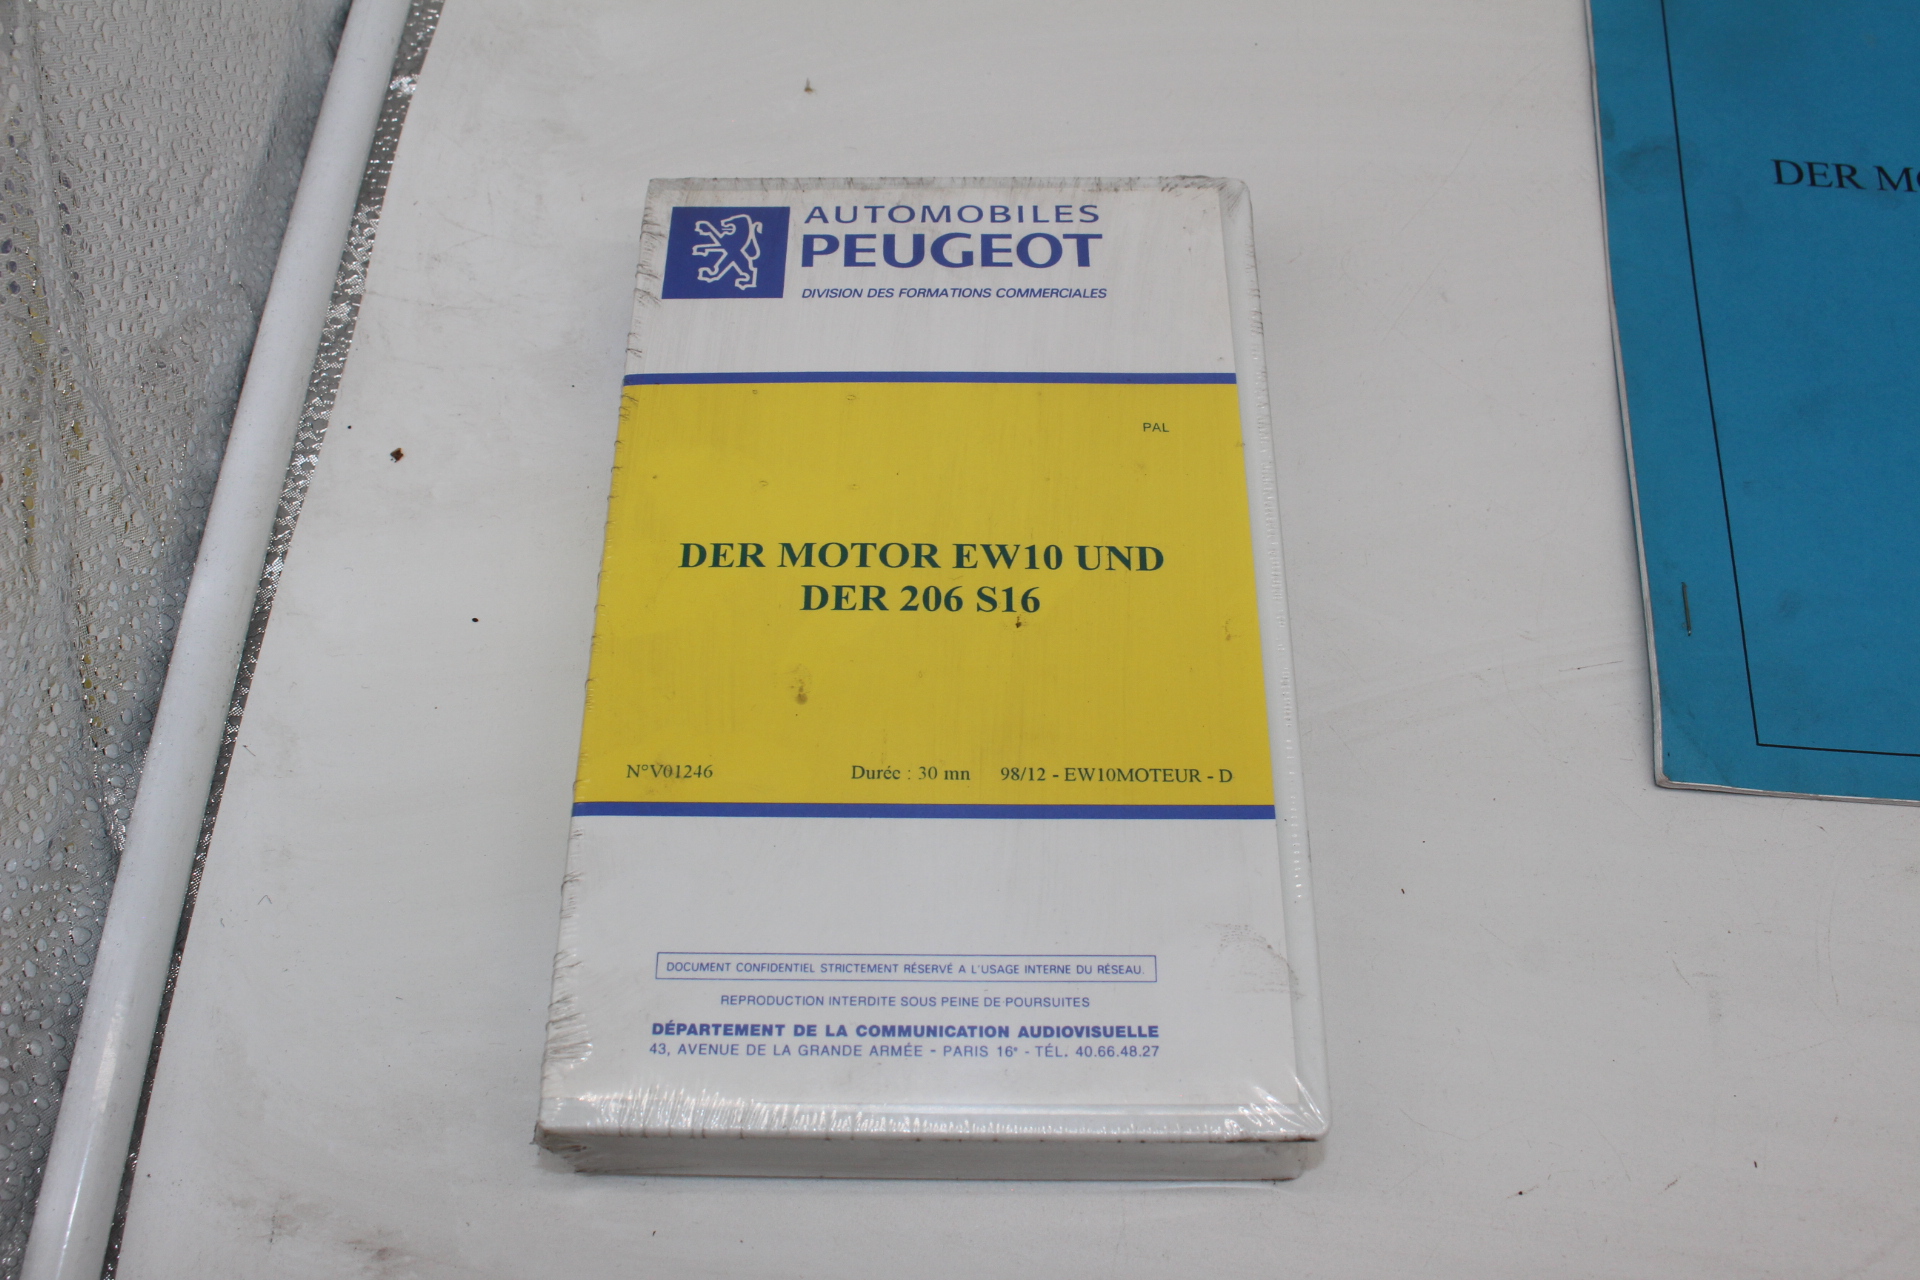 AUTOMOBILES
PEUGEOT
DIVISION DES FORMATIONS COMMERCIALES
PAL
DER MOTOR EW10 UND
DER 206 S16
N°V01246 Durée : 30 mn 98/12 - EW10MOTEUR - D
DOCUMENT CONFIDENTIEL STRICTEMENT RÉSERVÉ A L'USAGE INTERNE DU RÉSEAU.
REPRODUCTION INTERDITE SOUS PEINE DE POURSUITES
DÉPARTEMENT DE LA COMMUNICATION AUDIOVISUELLE
43, AVENUE DE LA GRANDE ARMÉE - PARIS 16e - TÉL. 40.66.48.27
DER